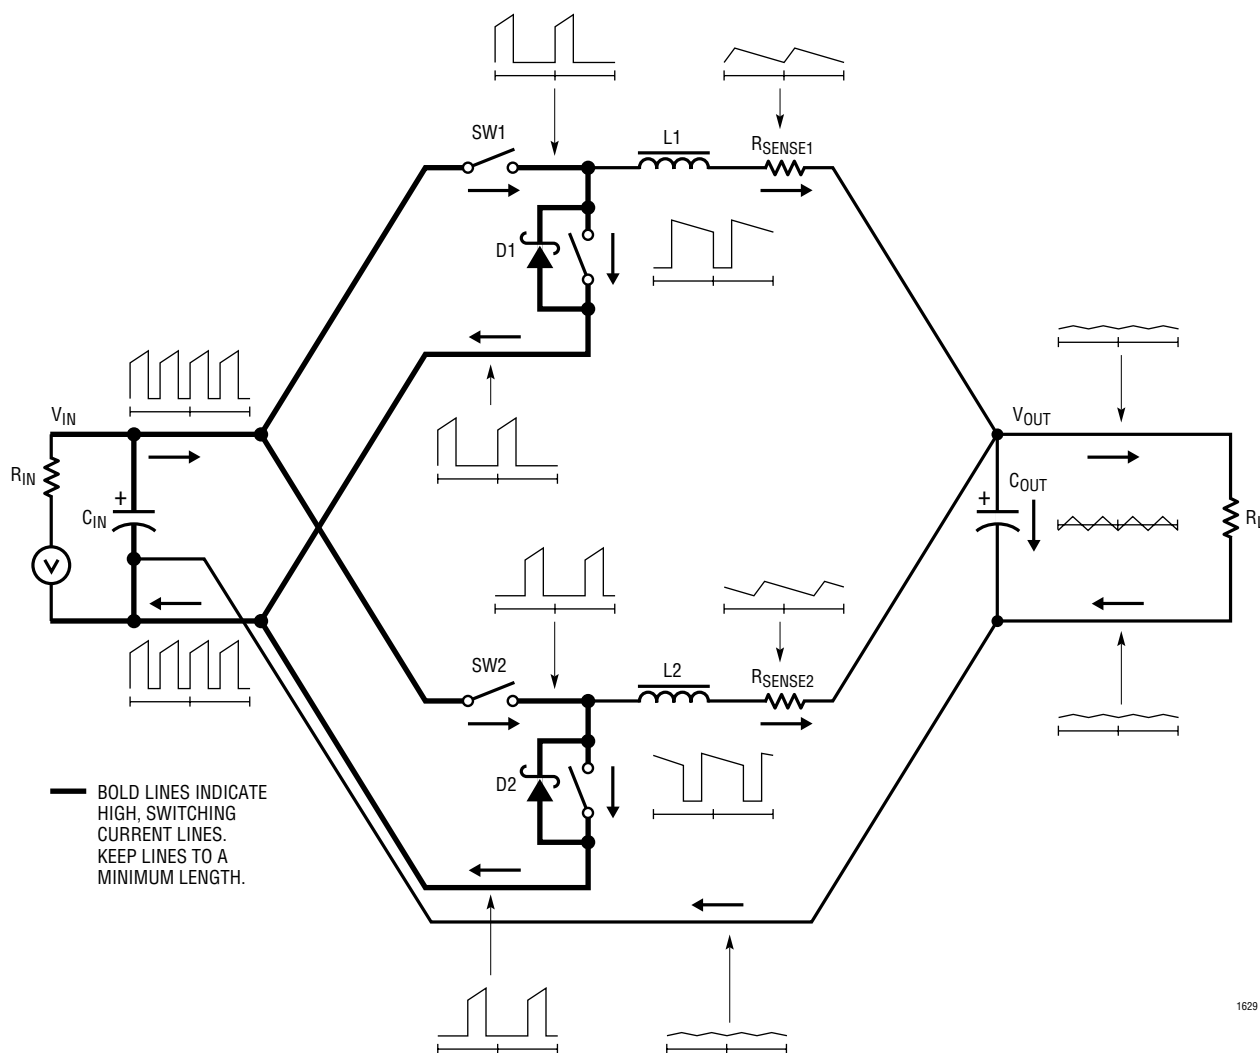 SW1
L1
RSENSE1
D1
VIN
RIN
+
CIN
V
VOUT
+
COUT
SW2
L2
RSENSE2
D2
BOLD LINES INDICATE
HIGH, SWITCHING
CURRENT LINES.
KEEP LINES TO A
MINIMUM LENGTH.
1629